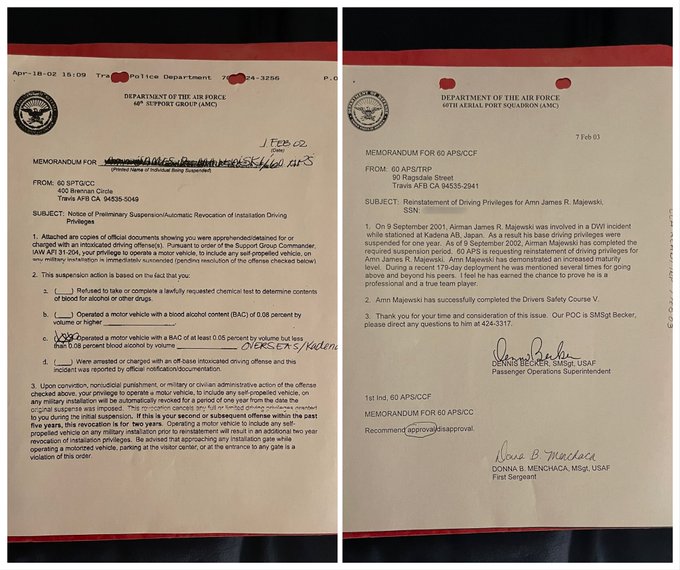 Apr-18-02 15:09 Tra Police Department 24-3256 P.0
DEPARTMENT OF THE AIR FORCE
60th SUPPORT GROUP (AMC)
1 FEB 02
(Date)
MEMORANDUM FOR
(Printed Name of Individual Being Suspended)
FROM: 60 SPTG/CC
400 Brennan Circle
Travis AFB CA 94535-5049
SUBJECT: Notice of Preliminary Suspension/Automatic Revocation of Installation Driving
Privileges
1. Attached are copies of official documents showing you were apprehended/detained for or
charged with an intoxicated driving offense(s). Pursuant to order of the Support Group Commander,
IAW AFI 31-204, your privilege to operate a motor vehicle, to include any self-propelled vehicle, on
any military installation is immediately suspended (pending resolution of the offense checked below)
2. This suspension action is based on the fact that you:
a. (___) Refused to take or complete a lawfully requested chemical test to determine contents
of blood for alcohol or other drugs.
b. (___) Operated a motor vehicle with a blood alcohol content (BAC) of 0.08 percent by
volume or higher
c. Operated a motor vehicle with a BAC of at least 0.05 percent by volume but less
than 0.08 percent blood alcohol by volume OVERSEAS/Kadena
d. (___) Were arrested or charged with an off-base intoxicated driving offense and this
incident was reported by official notification/documentation.
3. Upon conviction, nonjudicial punishment, or military or civilian administrative action of the offense
checked above, your privilege to operate a motor vehicle, to include any self-propelled vehicle, on
any military installation will be automatically revoked for a period of one year from the date the
original suspension was imposed. This revocation cancels any full or limited driving privileges granted
to you during the initial suspension. If this is your second or subsequent offense within the past
five years, this revocation is for two years. Operating a motor vehicle to include any self-
propelled vehicle on any military installation prior to reinstatement will result in an additional two year
revocation of installation privileges. Be advised that approaching any installation gate while
operating a motorized vehicle, parking at the visitor center, or at the entrance to any gate is a
violation of this order.
DEPARTMENT OF THE AIR FORCE
60TH AERIAL PORT SQUADRON (AMC)
7 Feb 03
MEMORANDUM FOR 60 APS/CCF
FROM: 60 APS/TRP
90 Ragsdale Street
Travis AFB CA 94535-2941
SUBJECT: Reinstatement of Driving Privileges for Amn James R. Majewski,
SSN:
1. On 9 September 2001, Airman James R. Majewski was involved in a DWI incident
while stationed at Kadena AB, Japan. As a result his base driving privileges were
suspended for one year. As of 9 September 2002, Airman Majewski has completed the
required suspension period. 60 APS is requesting reinstatement of driving privileges for
Amn James R. Majewski. Amn Majewski has demonstrated an increased maturity
level. During a recent 179-day deployment he was mentioned several times for going
above and beyond his peers. I feel he has earned the chance to prove he is a
professional and a true team player.
2. Amn Majewski has successfully completed the Drivers Safety Course V.
3. Thank you for your time and consideration of this issue. Our POC is SMSgt Becker,
please direct any questions to him at 424-3317.
Dennis Becker
DENNIS BECKER, SMSgt, USAF
Passenger Operations Superintendent
1st Ind, 60 APS/CCF
MEMORANDUM FOR 60 APS/CC
Recommend approval/disapproval.
Dona B. Menchaca
DONNA B. MENCHACA, MSgt, USAF
First Sergeant